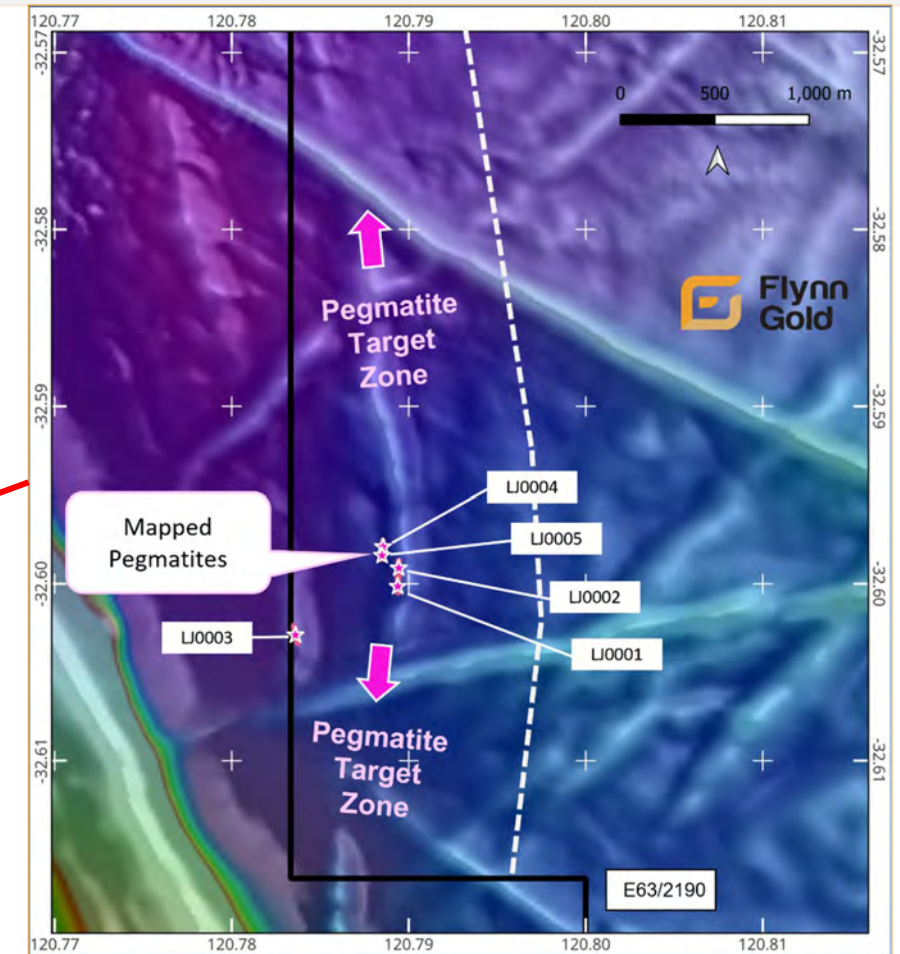 120.77
120.78
120.79
120.80
120.81
-32.57
-32.57
0 500 1,000 m
-32.58
-32.58
Flynn
Gold
Pegmatite
Target
Zone
-32.59
-32.59
LJ0004
Mapped
Pegmatites
LJ0005
-32.60
-32.60
LJ0002
LJ0003
LJ0001
Pegmatite
Target
Zone
-32.61
-32.61
E63/2190
120.77
120.78
120.79
120.80
120.81